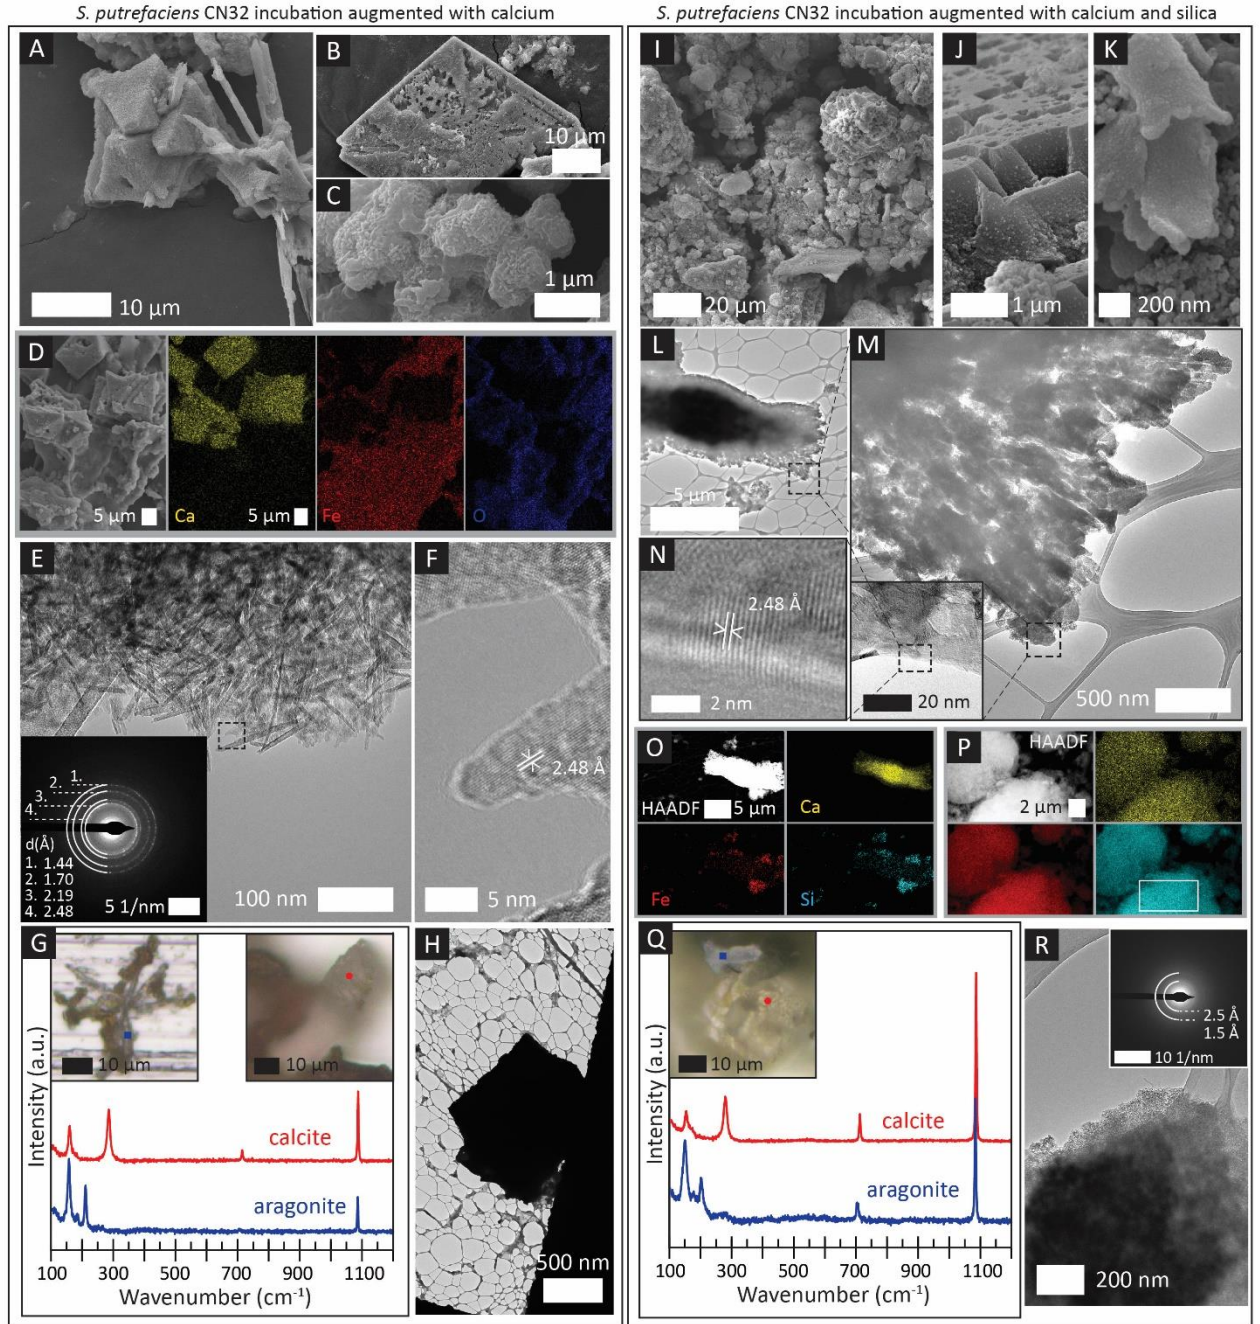 S. putrefaciens CN32 incubation augmented with calcium
A
10 µm
B
10 µm
C
1 µm
D
5 µm
Ca
5 µm
Fe
O
E
1.
2.
3.
4.
d(Å)
1. 1.44
2. 1.70
3. 2.19
4. 2.48
5 1/nm
100 nm
F
2.48 Å
5 nm
G
10 µm
10 µm
calcite
aragonite
Intensity (a.u.)
100 300 500 700 900 1100
Wavenumber (cm⁻¹)
H
500 nm
S. putrefaciens CN32 incubation augmented with calcium and silica
I
20 µm
J
1 µm
K
200 nm
L
5 µm
M
20 nm
500 nm
N
2.48 Å
2 nm
O
HAADF
5 µm
Ca
Fe
Si
P
HAADF
2 µm
Q
10 µm
calcite
aragonite
Intensity (a.u.)
100 300 500 700 900 1100
Wavenumber (cm⁻¹)
R
2.5 Å
1.5 Å
10 1/nm
200 nm